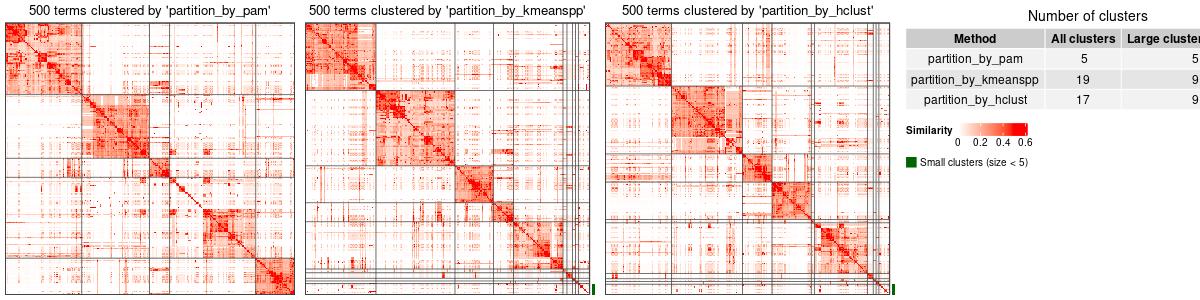 500 terms clustered by 'partition_by_pam'
500 terms clustered by 'partition_by_kmeanspp'
500 terms clustered by 'partition_by_hclust'
Number of clusters
Method All clusters Large cluster
partition_by_pam 5 5
partition_by_kmeanspp 19 9
partition_by_hclust 17 9
Similarity
0 0.2 0.4 0.6
Small clusters (size < 5)